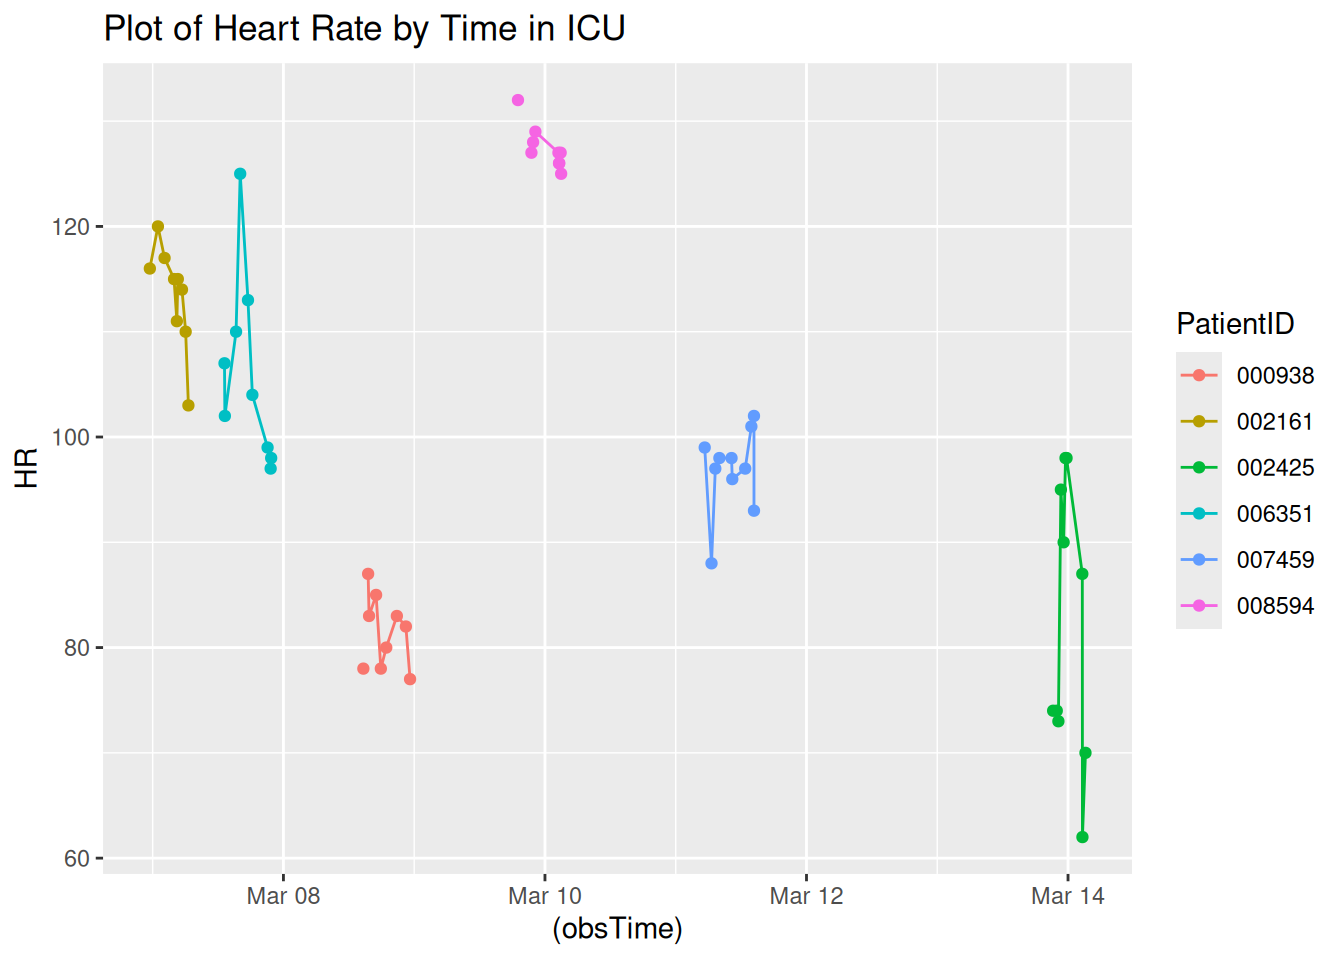 Plot of Heart Rate by Time in ICU
HR
120
100
80
60
Mar 08
Mar 10
Mar 12
Mar 14
(obsTime)
PatientID
000938
002161
002425
006351
007459
008594